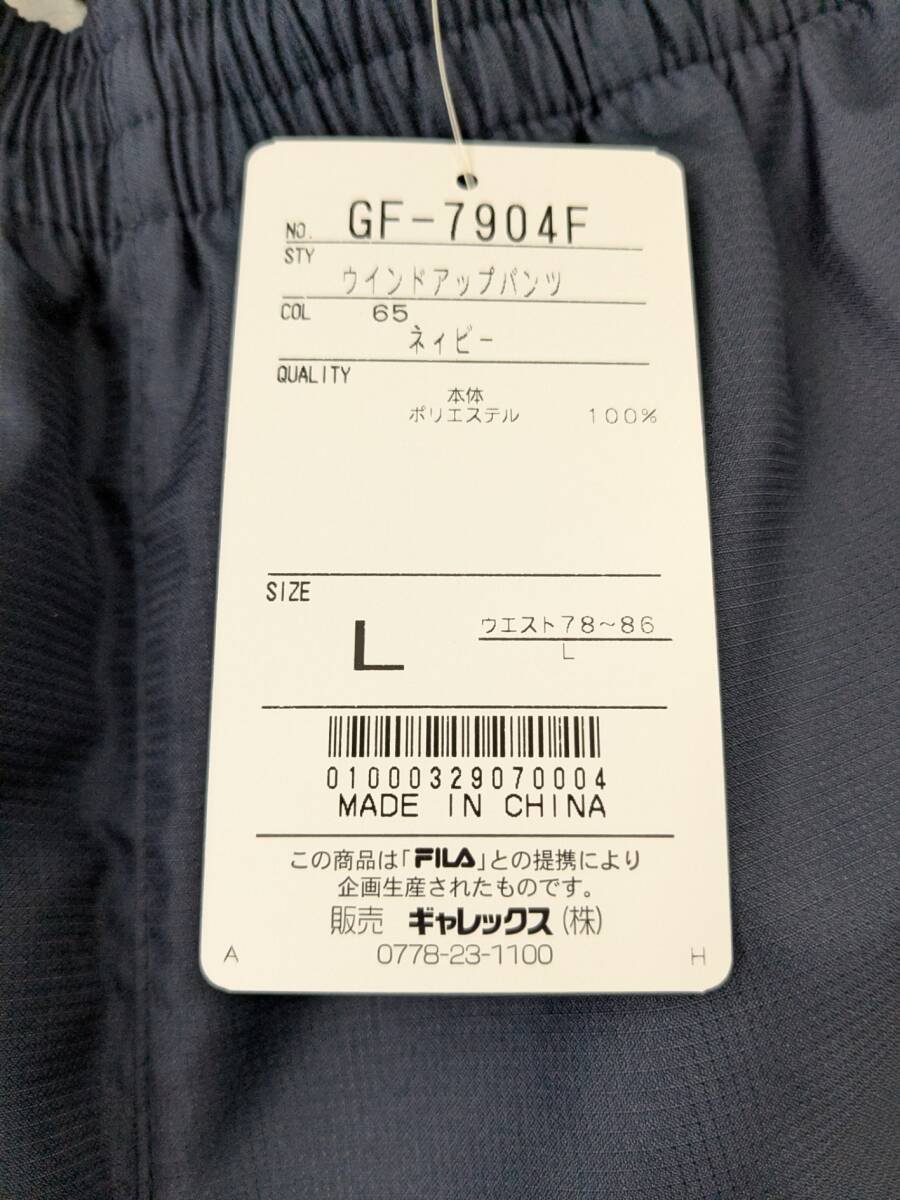 NO. GF-7904F
STY
ウインドアップパンツ
COL 65
ネイビー
QUALITY
本体
ポリエステル 100%
SIZE
L
ウエスト78~86
L
01000329070004
MADE IN CHINA
この商品は「FILA」との提携により
企画生産されたものです。
販売 ギャレックス(株)
0778-23-1100
A H